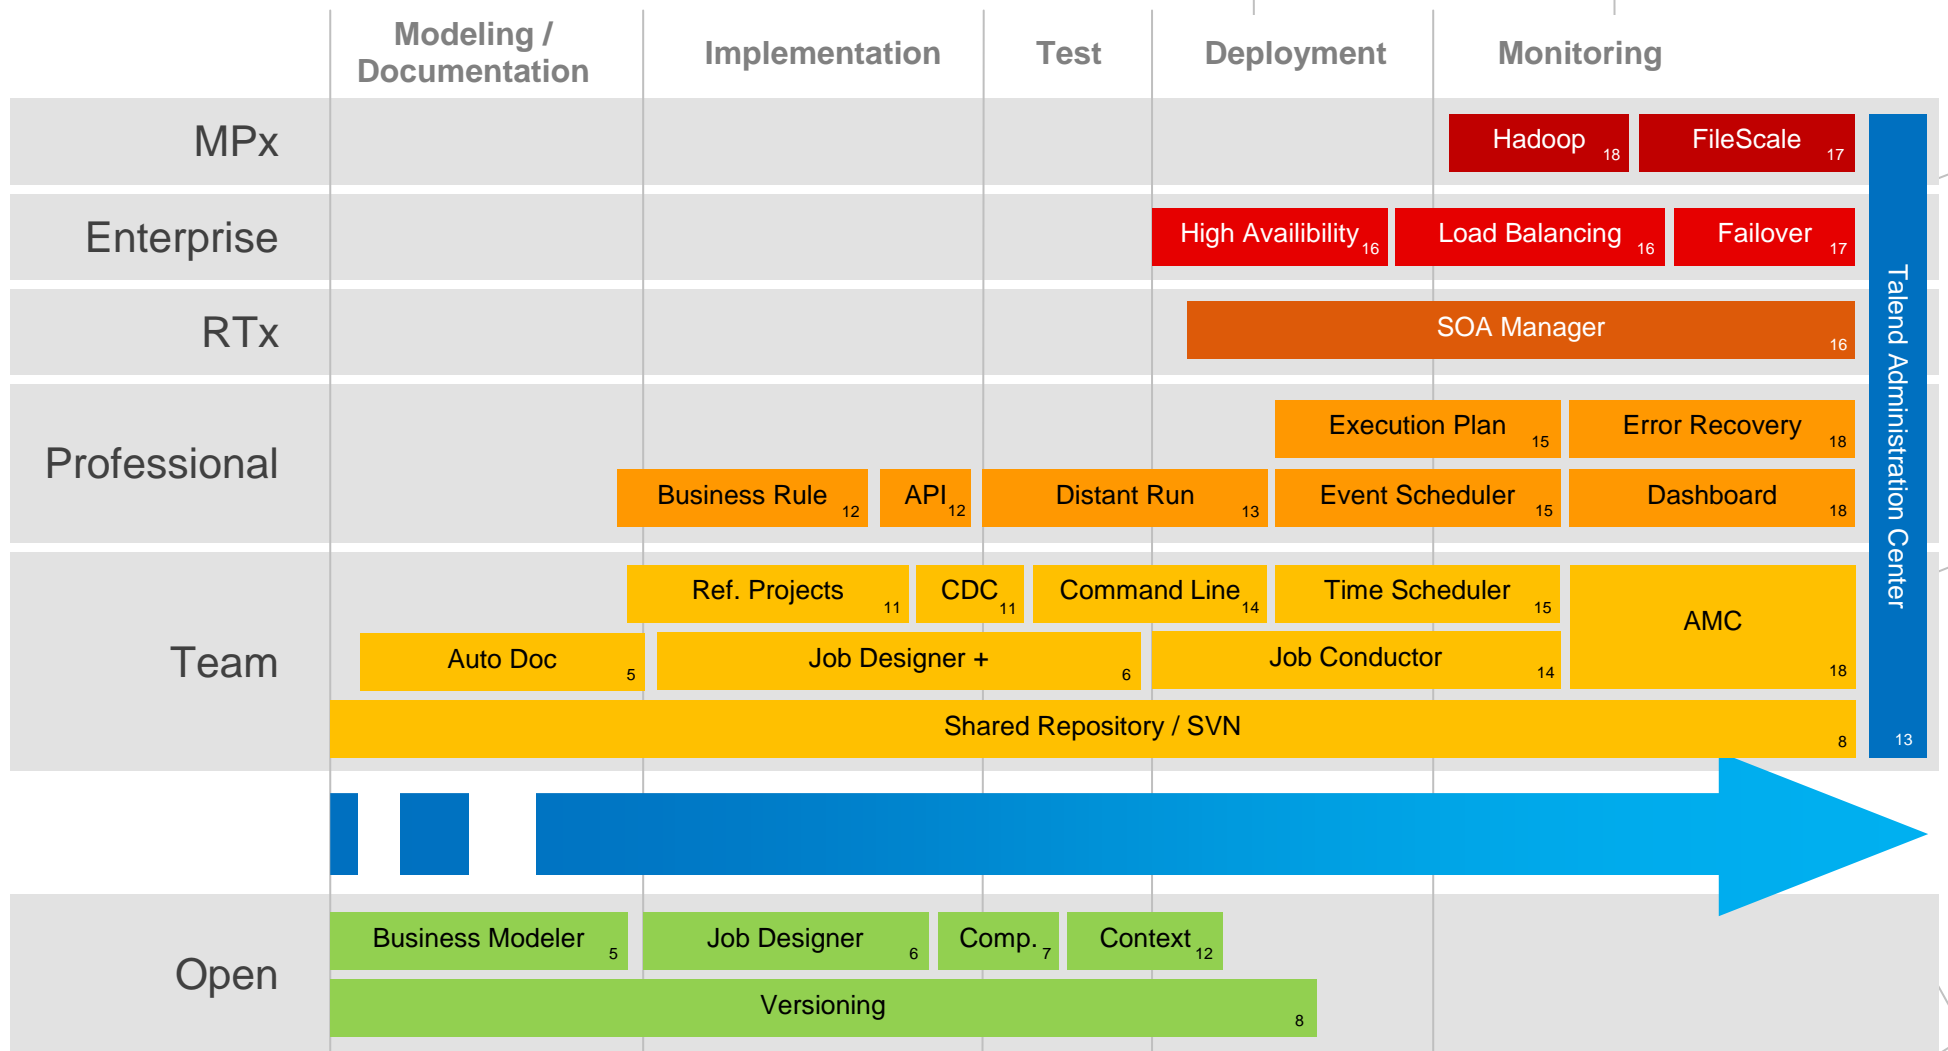 Modeling /
Documentation
Implementation
Test
Deployment
Monitoring
MPx
Hadoop 18
FileScale 17
Enterprise
High Availibility 16
Load Balancing 16
Failover 17
RTx
SOA Manager 16
Professional
Execution Plan 15
Error Recovery 18
Business Rule 12
API 12
Distant Run 13
Event Scheduler 15
Dashboard 18
Team
Ref. Projects 11
CDC 11
Command Line 14
Time Scheduler 15
AMC 18
Auto Doc 5
Job Designer + 6
Job Conductor 14
Shared Repository / SVN 8
Talend Administration Center 13
Open
Business Modeler 5
Job Designer 6
Comp. 7
Context 12
Versioning 8